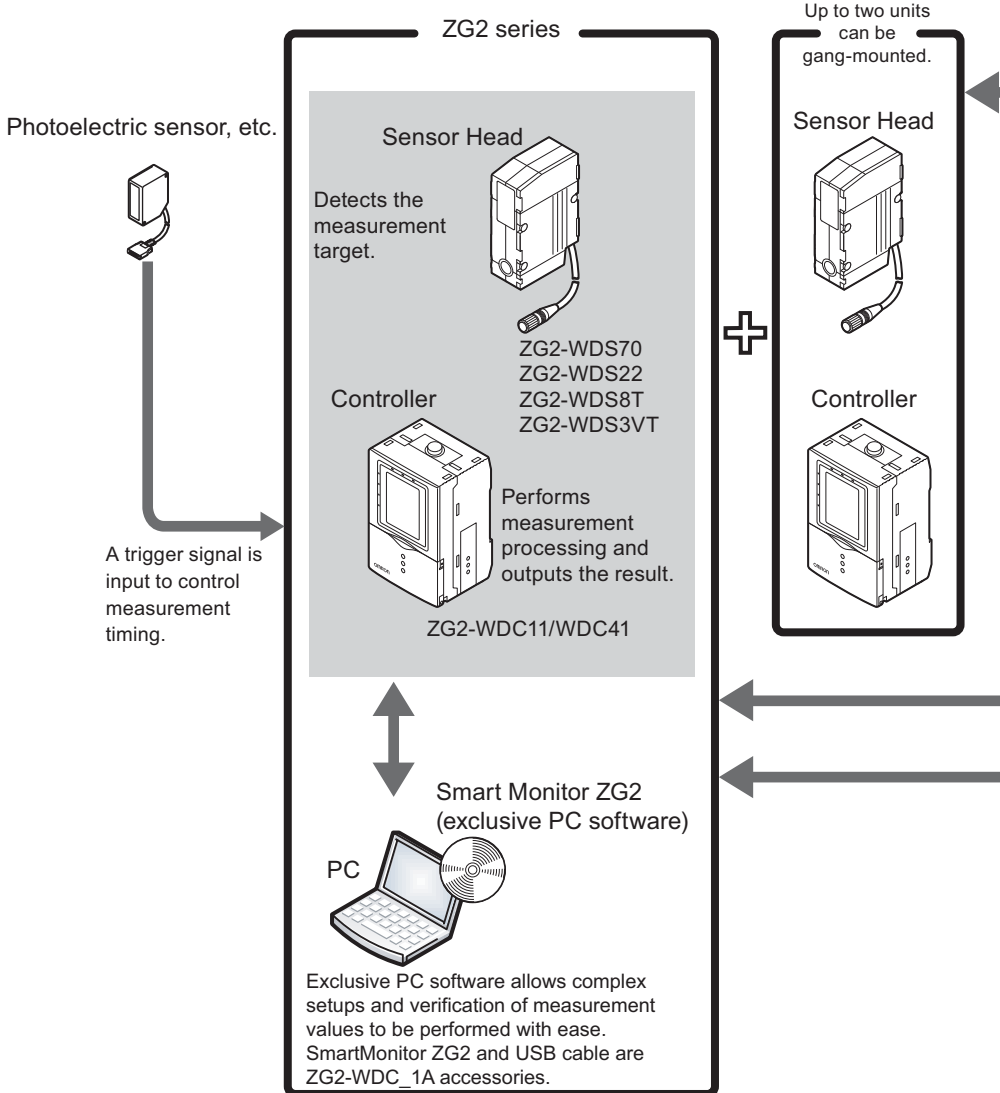 ZG2 series
Up to two units
can be
gang-mounted.
Photoelectric sensor, etc.
Sensor Head
Detects the
measurement
target.
ZG2-WDS70
ZG2-WDS22
ZG2-WDS8T
ZG2-WDS3VT
Controller
Performs
measurement
processing and
outputs the result.
omron
ZG2-WDC11/WDC41
A trigger signal is
input to control
measurement
timing.
Sensor Head
Controller
omron
Smart Monitor ZG2
(exclusive PC software)
PC
Exclusive PC software allows complex
setups and verification of measurement
values to be performed with ease.
SmartMonitor ZG2 and USB cable are
ZG2-WDC_1A accessories.